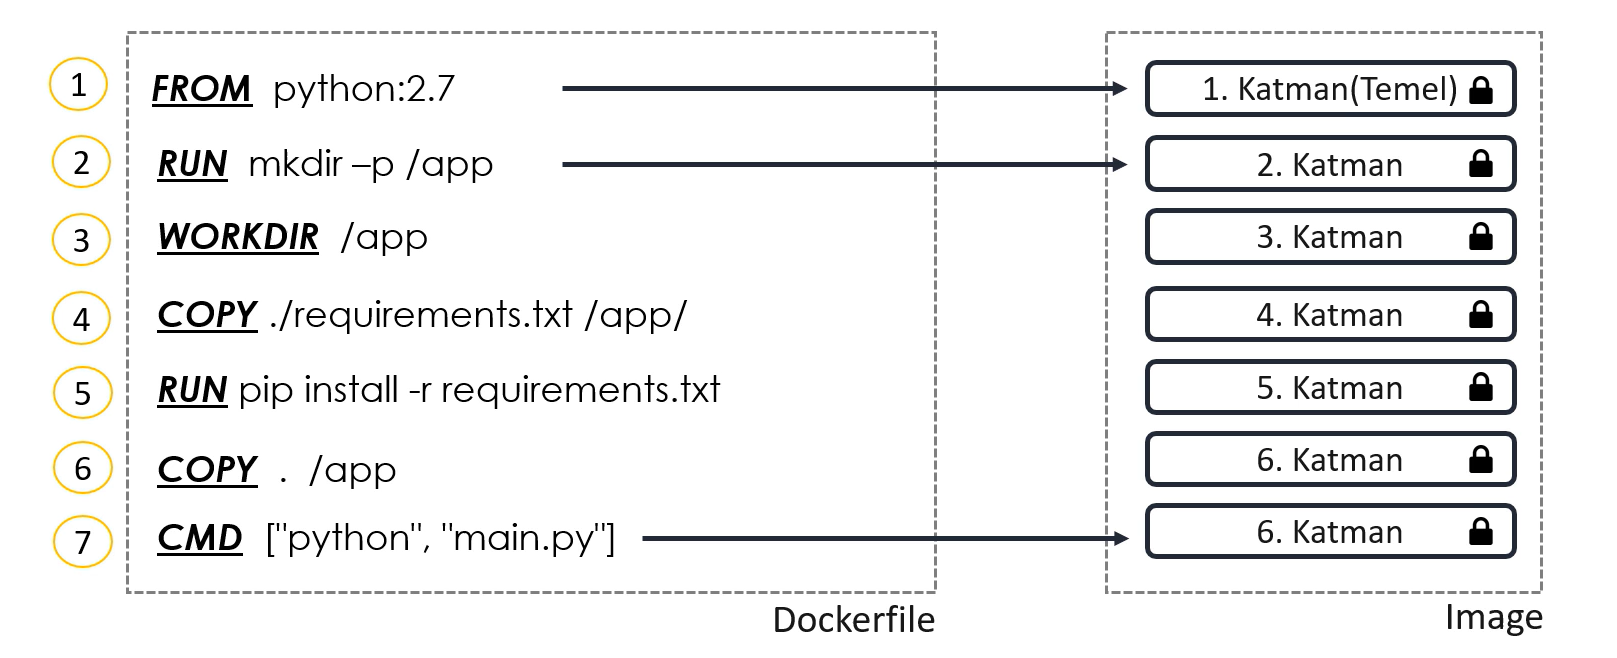 1 FROM python:2.7 1. Katman(Temel)
2 RUN mkdir –p /app 2. Katman
3 WORKDIR /app 3. Katman
4 COPY ./requirements.txt /app/ 4. Katman
5 RUN pip install -r requirements.txt 5. Katman
6 COPY . /app 6. Katman
7 CMD ["python", "main.py"] 6. Katman
Dockerfile Image